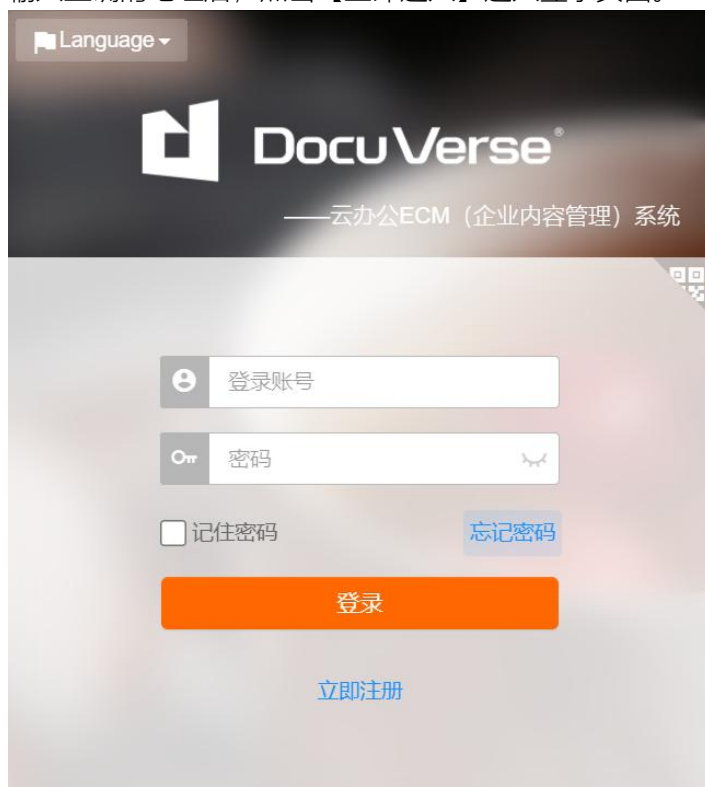 Language
DocuVerse®
——云办公ECM（企业内容管理）系统
登录账号
密码
记住密码
忘记密码
登录
立即注册